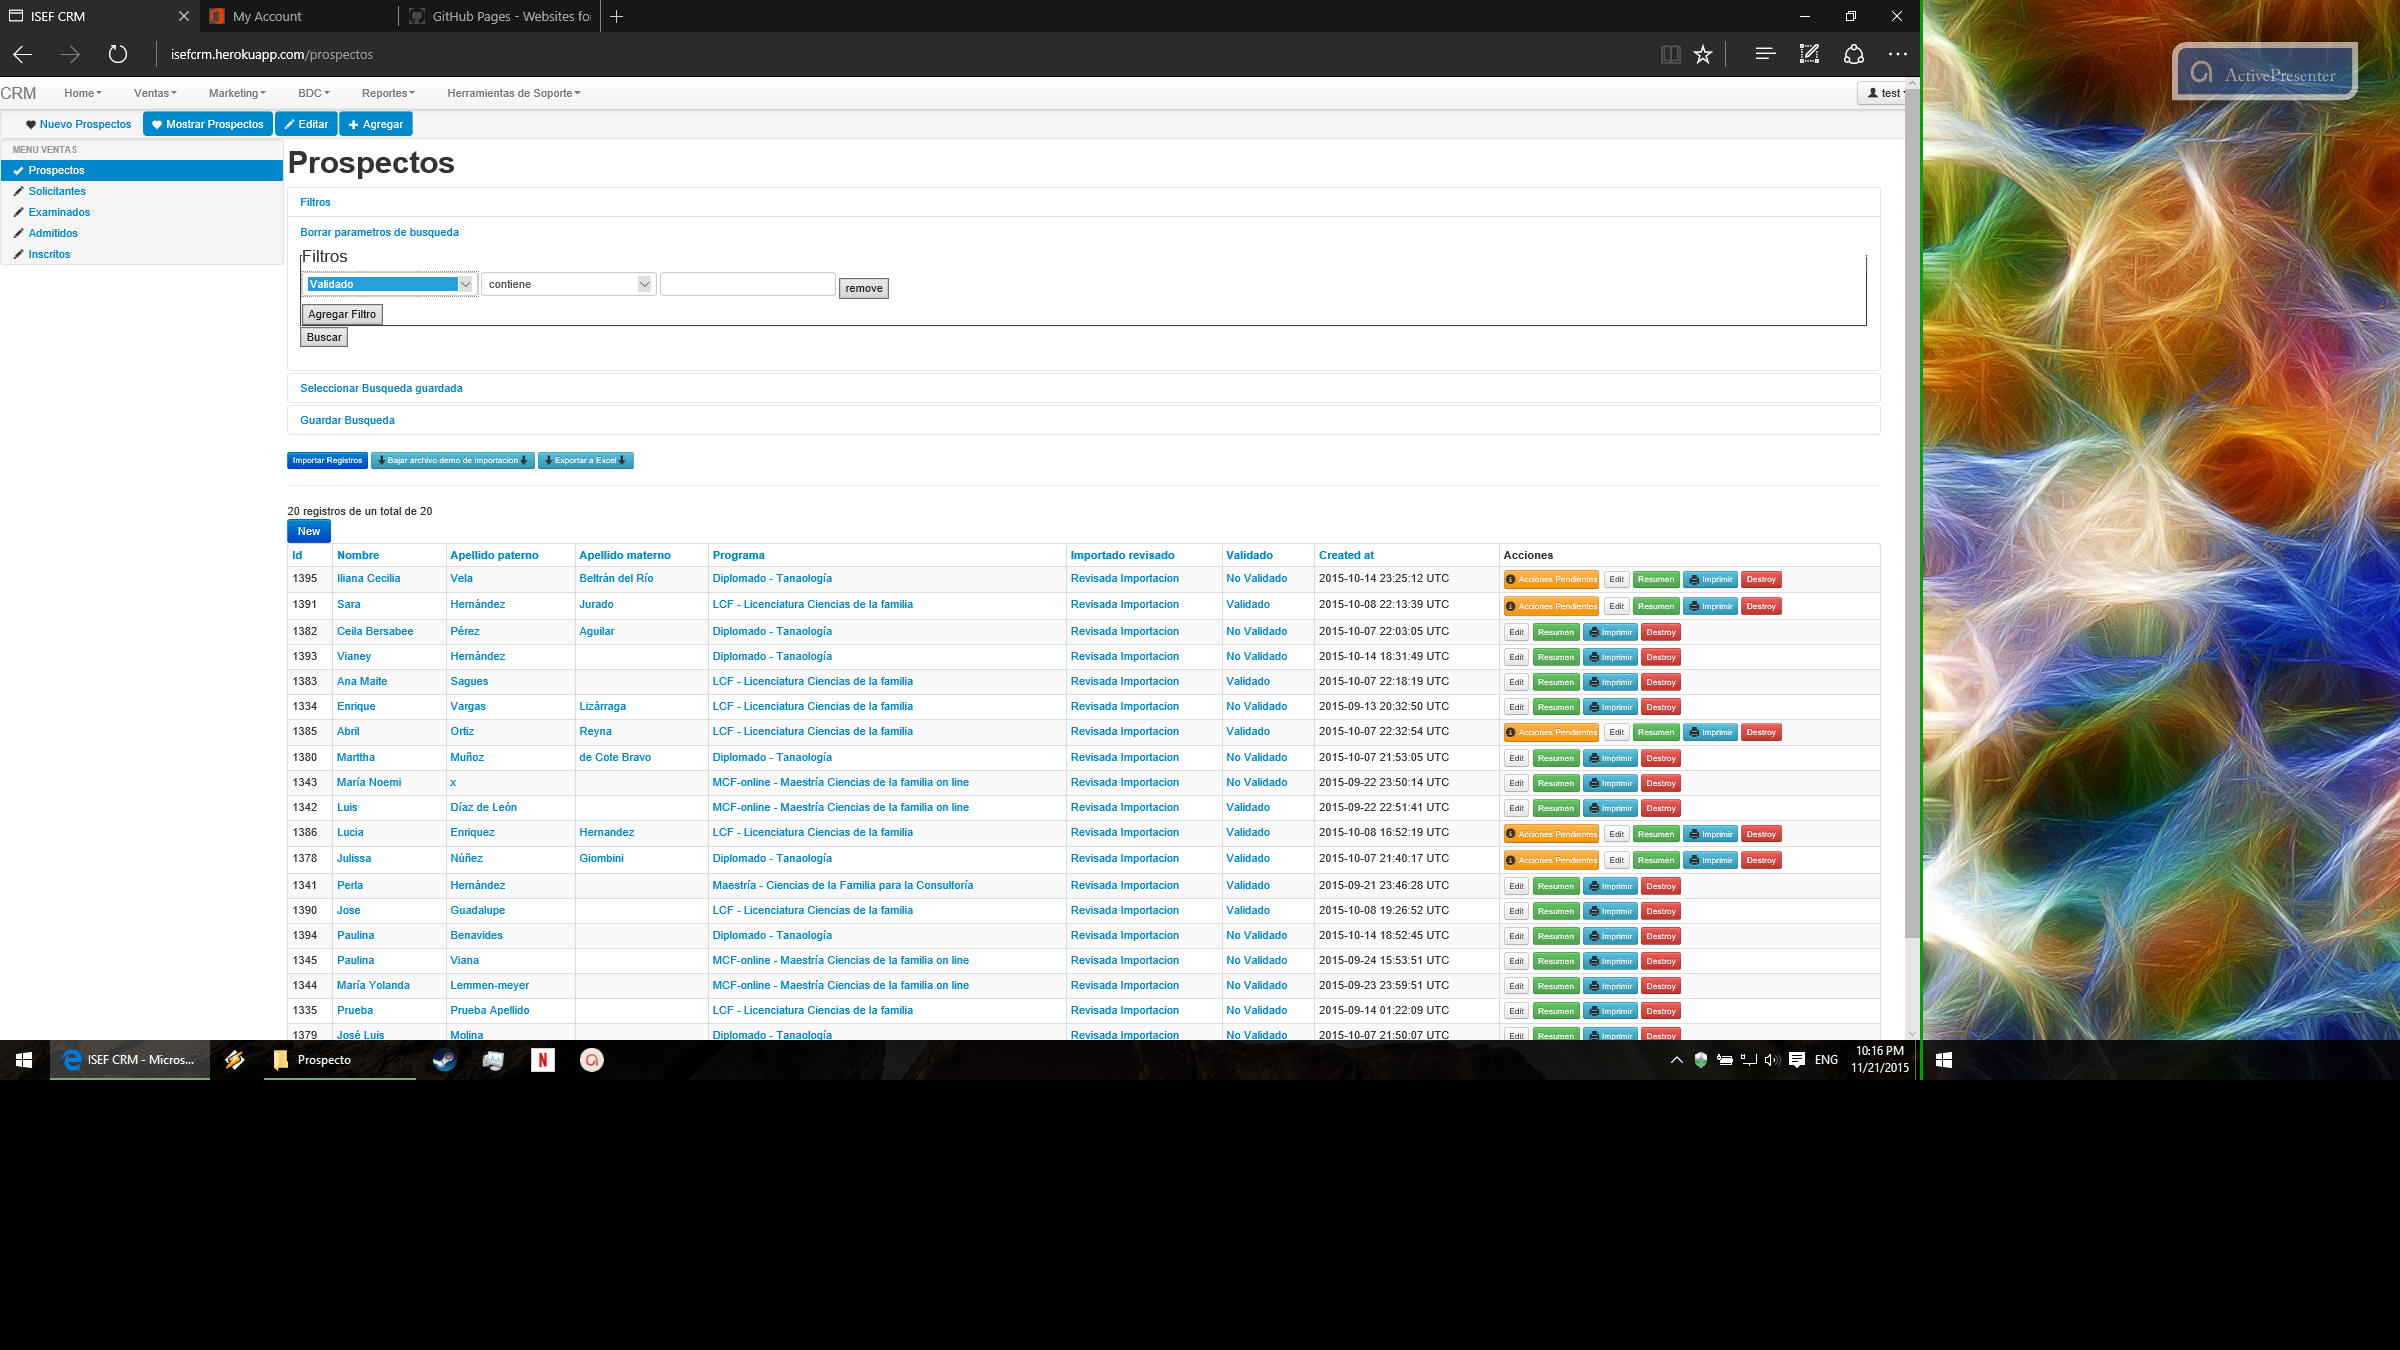 ISEF CRM
My Account
GitHub Pages - Websites fo
isefcrm.herokuapp.com/prospectos
ActivePresenter
CRM Home Ventas Marketing BDC Reportes Herramientas de Soporte test
Nuevo Prospectos Mostrar Prospectos Editar Agregar
MENU VENTAS
Prospectos
Solicitantes
Examinados
Admitidos
Inscritos
Prospectos
Filtros
Borrar parametros de busqueda
Filtros
Validado contiene remove
Agregar Filtro
Buscar
Seleccionar Busqueda guardada
Guardar Busqueda
Importar Registros Bajar archivo demo de importacion Exportar a Excel
20 registros de un total de 20
New
Id Nombre Apellido paterno Apellido materno Programa Importado revisado Validado Created at Acciones
1395 Iliana Cecilia Vela Beltrán del Río Diplomado - Tanaología Revisada Importacion No Validado 2015-10-14 23:25:12 UTC Acciones Pendientes Edit Resumen Imprimir Destroy
1391 Sara Hernández Jurado LCF - Licenciatura Ciencias de la familia Revisada Importacion Validado 2015-10-08 22:13:39 UTC Acciones Pendientes Edit Resumen Imprimir Destroy
1382 Ceila Bersabee Pérez Aguilar Diplomado - Tanaología Revisada Importacion No Validado 2015-10-07 22:03:05 UTC Edit Resumen Imprimir Destroy
1393 Vianey Hernández Diplomado - Tanaología Revisada Importacion No Validado 2015-10-14 18:31:49 UTC Edit Resumen Imprimir Destroy
1383 Ana Maite Sagues LCF - Licenciatura Ciencias de la familia Revisada Importacion Validado 2015-10-07 22:18:19 UTC Edit Resumen Imprimir Destroy
1334 Enrique Vargas Lizárraga LCF - Licenciatura Ciencias de la familia Revisada Importacion No Validado 2015-09-13 20:32:50 UTC Edit Resumen Imprimir Destroy
1385 Abril Ortiz Reyna LCF - Licenciatura Ciencias de la familia Revisada Importacion Validado 2015-10-07 22:32:54 UTC Acciones Pendientes Edit Resumen Imprimir Destroy
1380 Marttha Muñoz de Cote Bravo Diplomado - Tanaología Revisada Importacion No Validado 2015-10-07 21:53:05 UTC Edit Resumen Imprimir Destroy
1343 María Noemi x MCF-online - Maestría Ciencias de la familia on line Revisada Importacion No Validado 2015-09-22 23:50:14 UTC Edit Resumen Imprimir Destroy
1342 Luis Díaz de León MCF-online - Maestría Ciencias de la familia on line Revisada Importacion Validado 2015-09-22 22:51:41 UTC Edit Resumen Imprimir Destroy
1386 Lucia Enriquez Hernandez LCF - Licenciatura Ciencias de la familia Revisada Importacion Validado 2015-10-08 16:52:19 UTC Acciones Pendientes Edit Resumen Imprimir Destroy
1378 Julissa Núñez Giombini Diplomado - Tanaología Revisada Importacion Validado 2015-10-07 21:40:17 UTC Acciones Pendientes Edit Resumen Imprimir Destroy
1341 Perla Hernández Maestría - Ciencias de la Familia para la Consultoría Revisada Importacion Validado 2015-09-21 23:46:28 UTC Edit Resumen Imprimir Destroy
1390 Jose Guadalupe LCF - Licenciatura Ciencias de la familia Revisada Importacion Validado 2015-10-08 19:26:52 UTC Edit Resumen Imprimir Destroy
1394 Paulina Benavides Diplomado - Tanaología Revisada Importacion No Validado 2015-10-14 18:52:45 UTC Edit Resumen Imprimir Destroy
1345 Paulina Viana MCF-online - Maestría Ciencias de la familia on line Revisada Importacion No Validado 2015-09-24 15:53:51 UTC Edit Resumen Imprimir Destroy
1344 María Yolanda Lemmen-meyer MCF-online - Maestría Ciencias de la familia on line Revisada Importacion No Validado 2015-09-23 23:59:51 UTC Edit Resumen Imprimir Destroy
1335 Prueba Prueba Apellido LCF - Licenciatura Ciencias de la familia Revisada Importacion No Validado 2015-09-14 01:22:09 UTC Edit Resumen Imprimir Destroy
1379 José Luis Molina Diplomado - Tanaología Revisada Importacion No Validado 2015-10-07 21:50:07 UTC Edit Resumen Imprimir Destroy
ISEF CRM - Micros... Prospecto N ENG 10:16 PM
11/21/2015